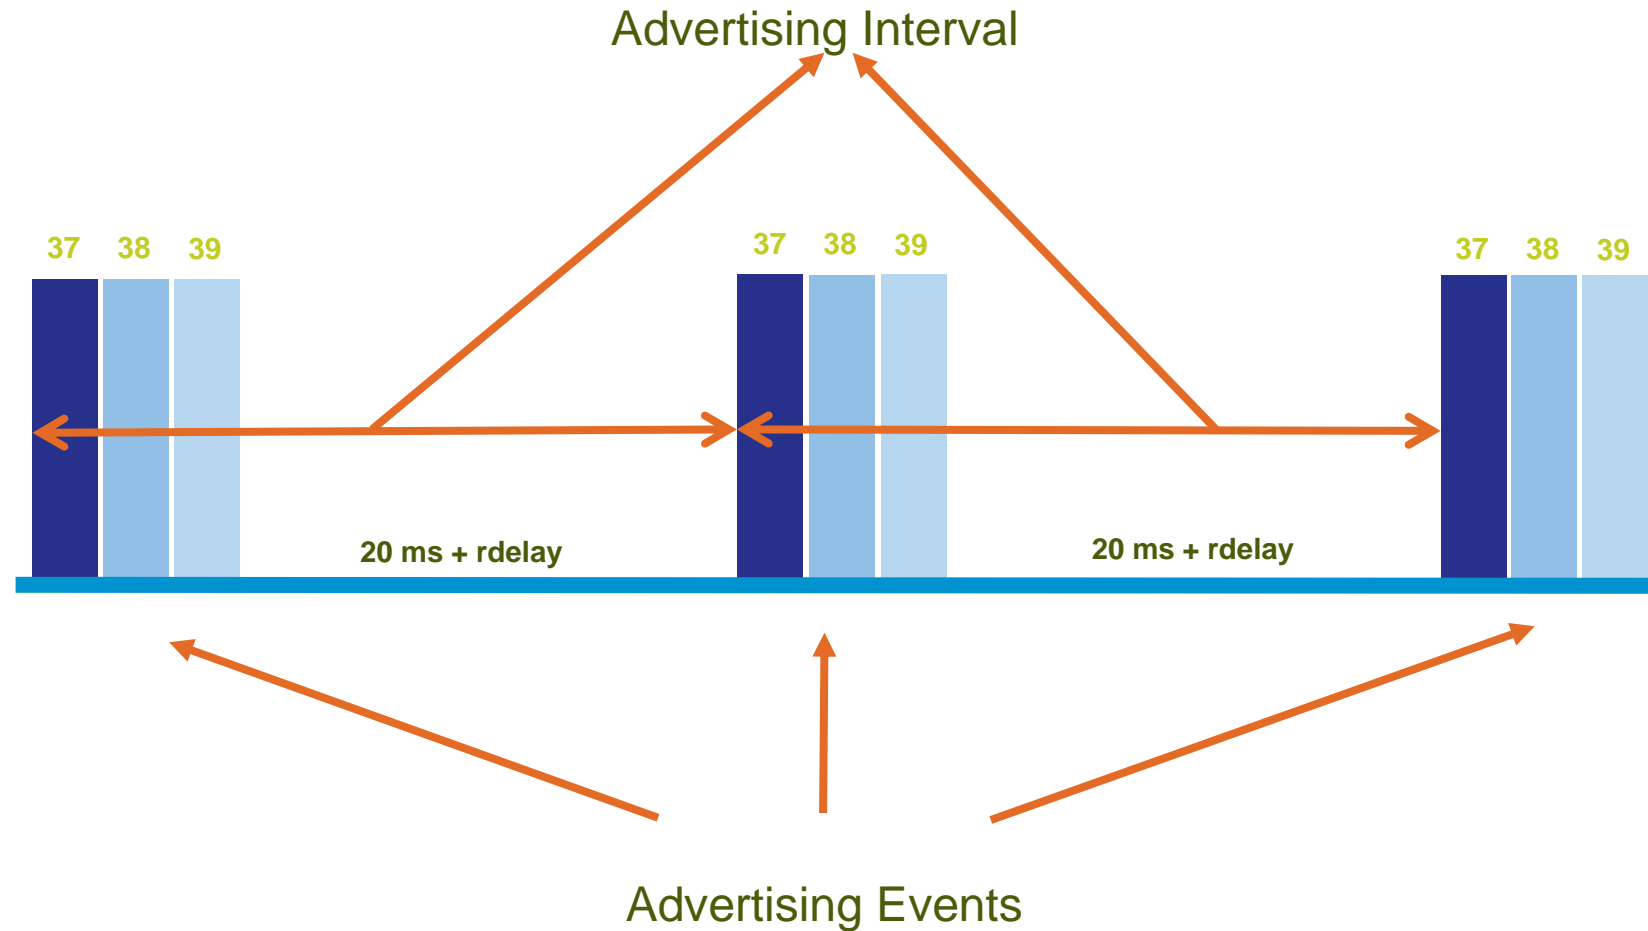 Advertising Interval
37 38 39
37 38 39
37 38 39
20 ms + rdelay
20 ms + rdelay
Advertising Events